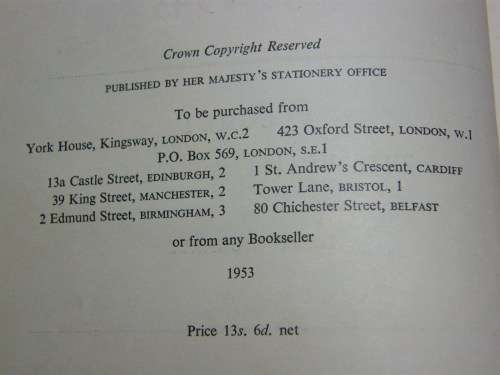 Crown Copyright Reserved
PUBLISHED BY HER MAJESTY'S STATIONERY OFFICE
To be purchased from
York House, Kingsway, LONDON, W.C.2 423 Oxford Street, LONDON, W.1
P.O. Box 569, LONDON, S.E.1
13a Castle Street, EDINBURGH, 2 1 St. Andrew's Crescent, CARDIFF
39 King Street, MANCHESTER, 2 Tower Lane, BRISTOL, 1
2 Edmund Street, BIRMINGHAM, 3 80 Chichester Street, BELFAST
or from any Bookseller
1953
Price 13s. 6d. net